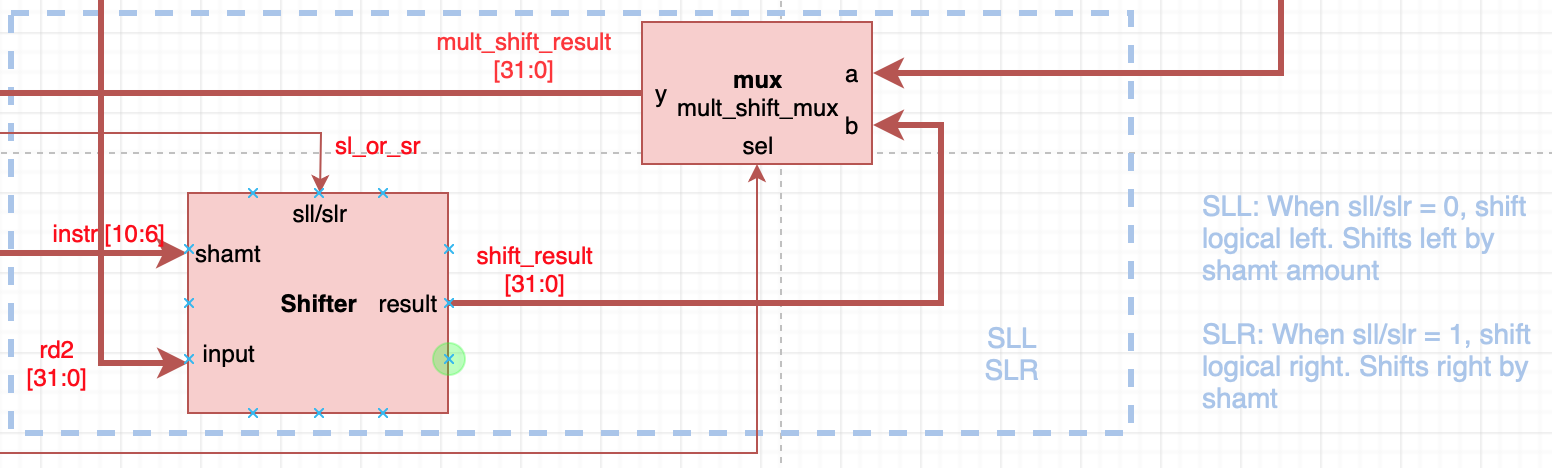 mult_shift_result
[31:0]
mux
mult_shift_mux
y
a
b
sel
sl_or_sr
sll/slr
instr[10:6]
shamt
Shifter
result
shift_result
[31:0]
rd2
[31:0]
input
SLL
SLR
SLL: When sll/slr = 0, shift
logical left. Shifts left by
shamt amount
SLR: When sll/slr = 1, shift
logical right. Shifts right by
shamt